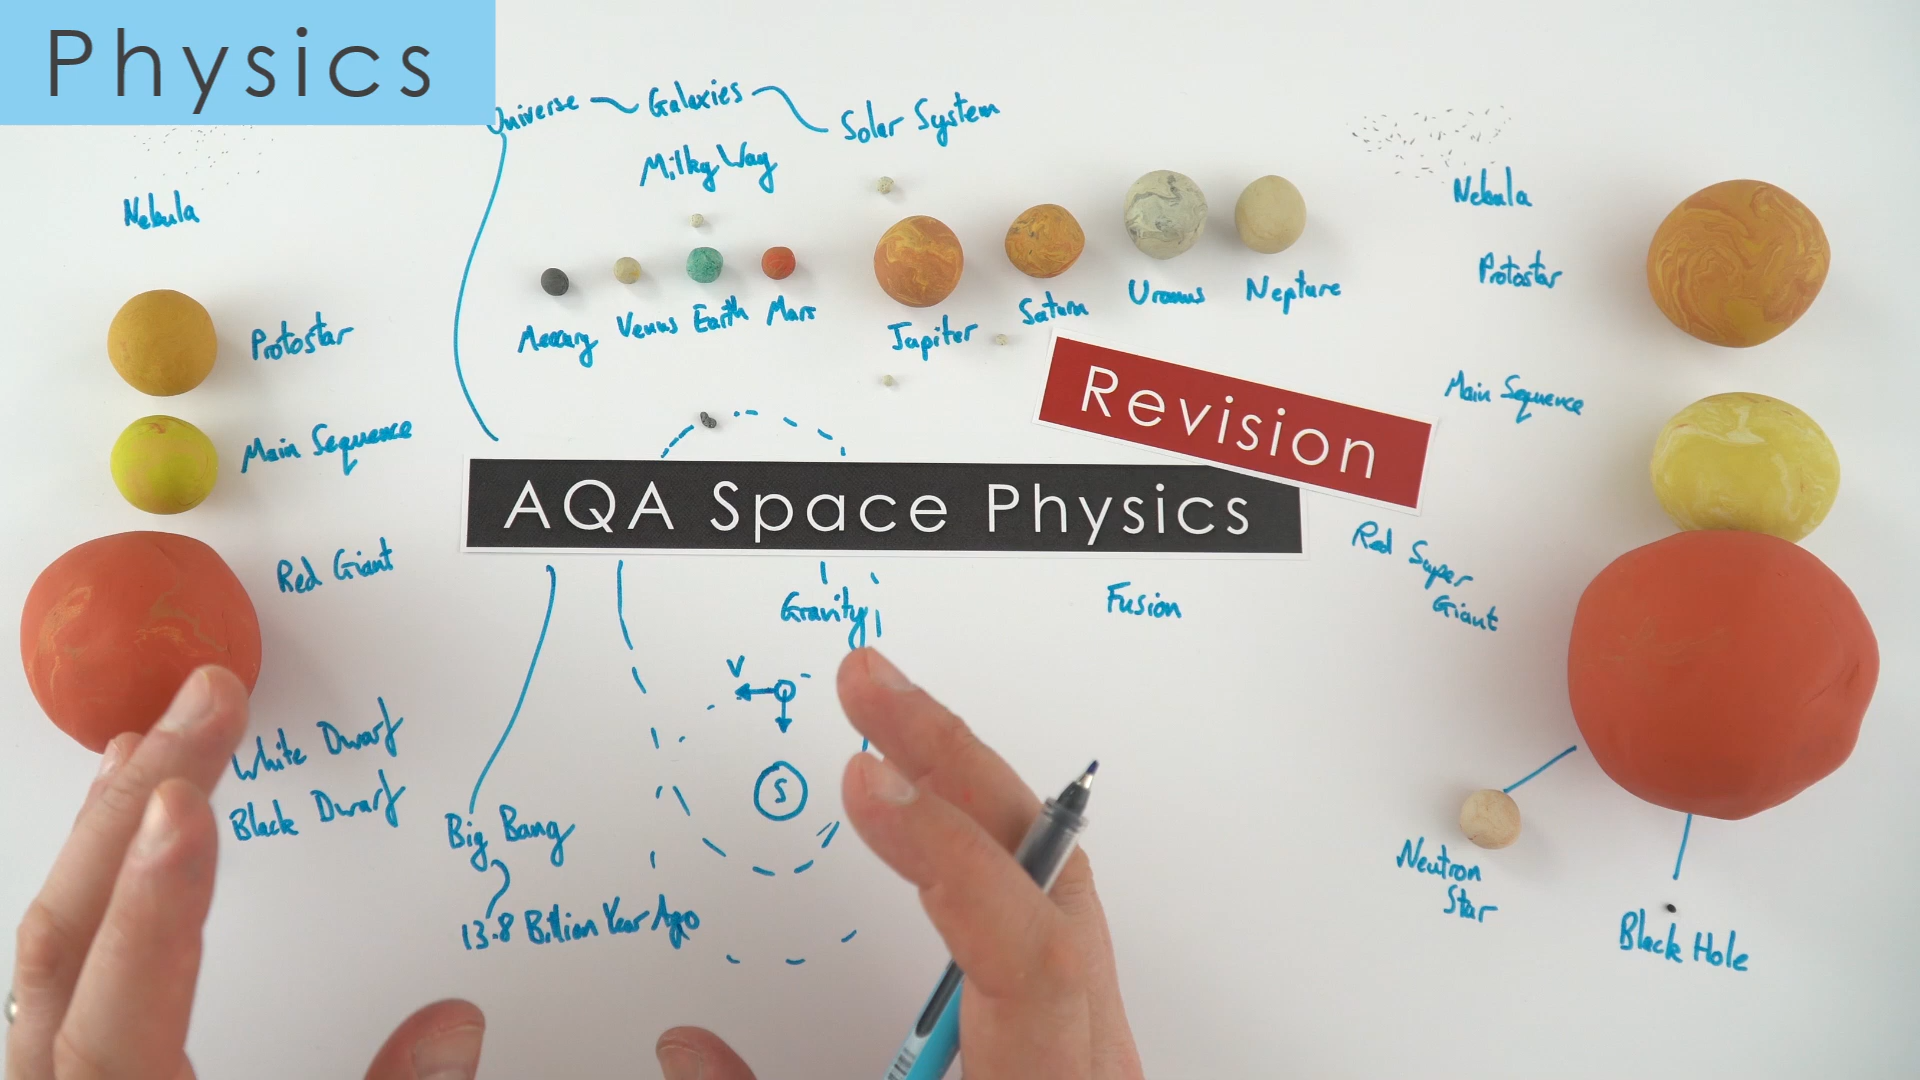 Physics
Universe
Galaxies
Solar System
Milky Way
Nebula
Nebula
Mercury
Venus
Earth
Mars
Jupiter
Saturn
Uranus
Neptune
Protostar
Protostar
Main Sequence
Main Sequence
Revision
AQA Space Physics
Red Giant
Red Super
Giant
Gravity
Fusion
V
S
White Dwarf
Black Dwarf
Big Bang
13.8 Billion Year Ago
Neutron
Star
Black Hole